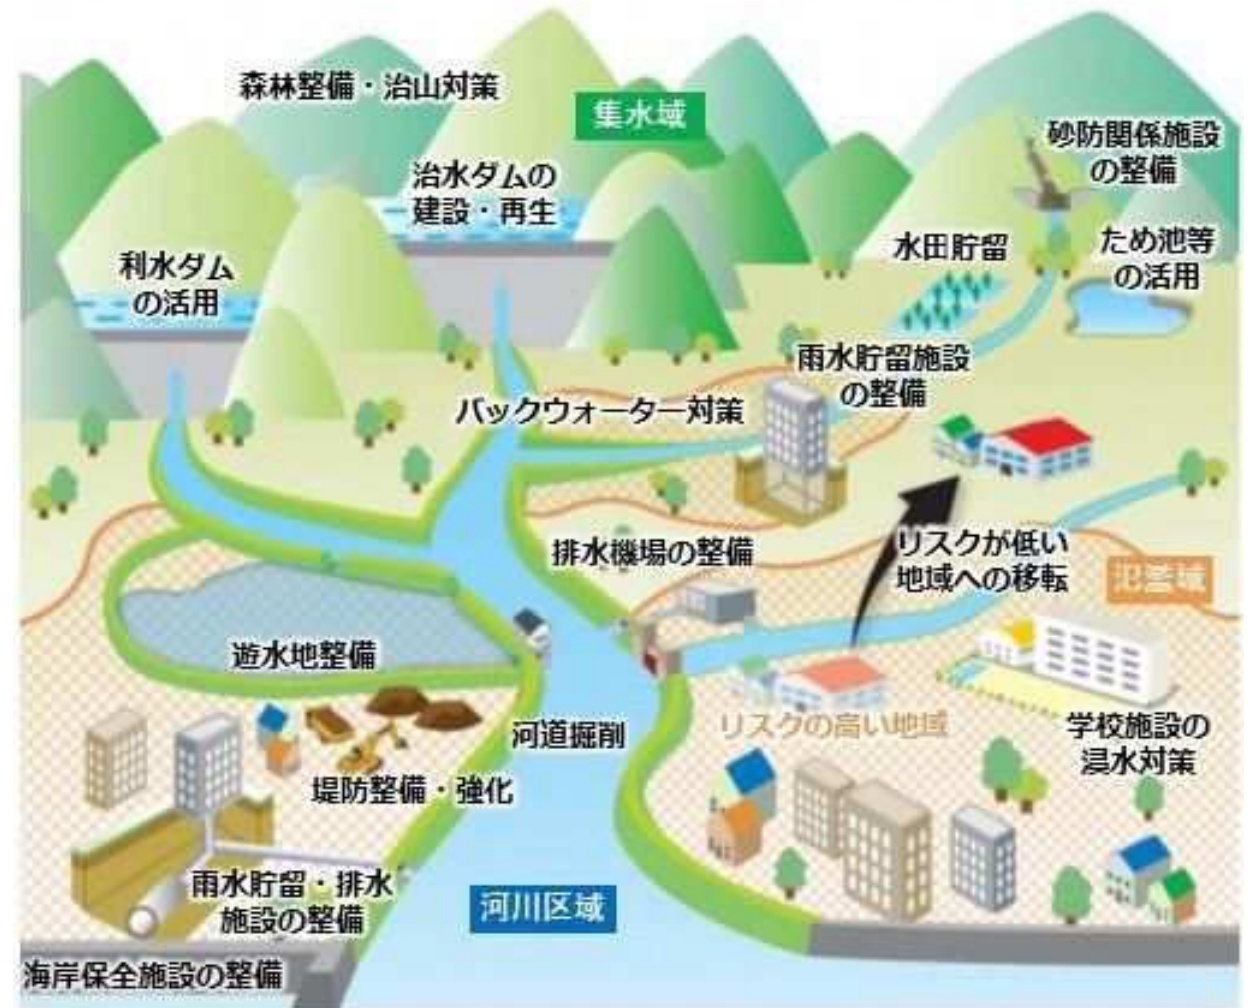 森林整備・治山対策
集水域
砂防関係施設
の整備
治水ダムの
建設・再生
水田貯留
ため池等
の活用
利水ダム
の活用
雨水貯留施設
の整備
バックウォーター対策
排水機場の整備
リスクが低い
地域への移転
氾濫域
遊水地整備
リスクの高い地域
学校施設の
浸水対策
河道掘削
堤防整備・強化
雨水貯留・排水
施設の整備
河川区域
海岸保全施設の整備